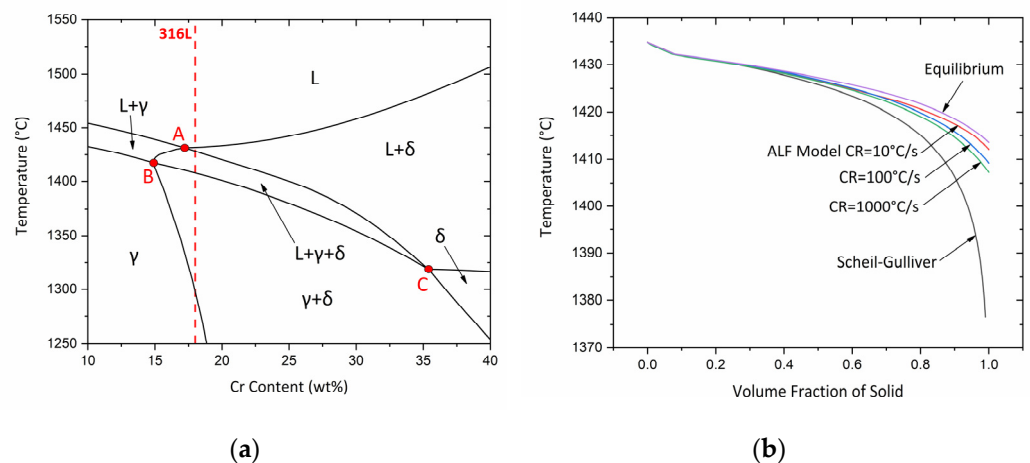 1550
1500
1450
1400
1350
1300
1250
Temperature (°C)
316L
L
L+γ
A
L+δ
B
δ
L+γ+δ
γ
C
γ+δ
10
15
20
25
30
35
40
Cr Content (wt%)
(a)
1440
1430
1420
1410
1400
1390
1380
1370
Temperature (°C)
Equilibrium
ALF Model CR=10°C/s
CR=100°C/s
CR=1000°C/s
Scheil-Gulliver
0.0
0.2
0.4
0.6
0.8
1.0
Volume Fraction of Solid
(b)